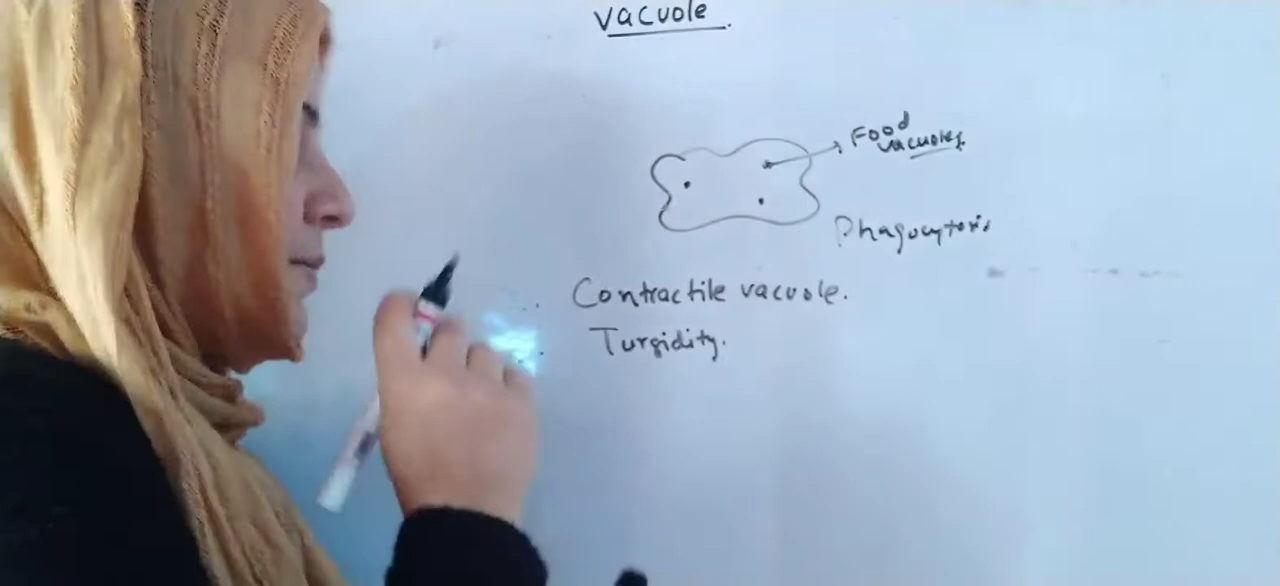 Vacuole.
Food
vacuoles.
Phagocytosis
Contractile vacuole.
Turgidity.